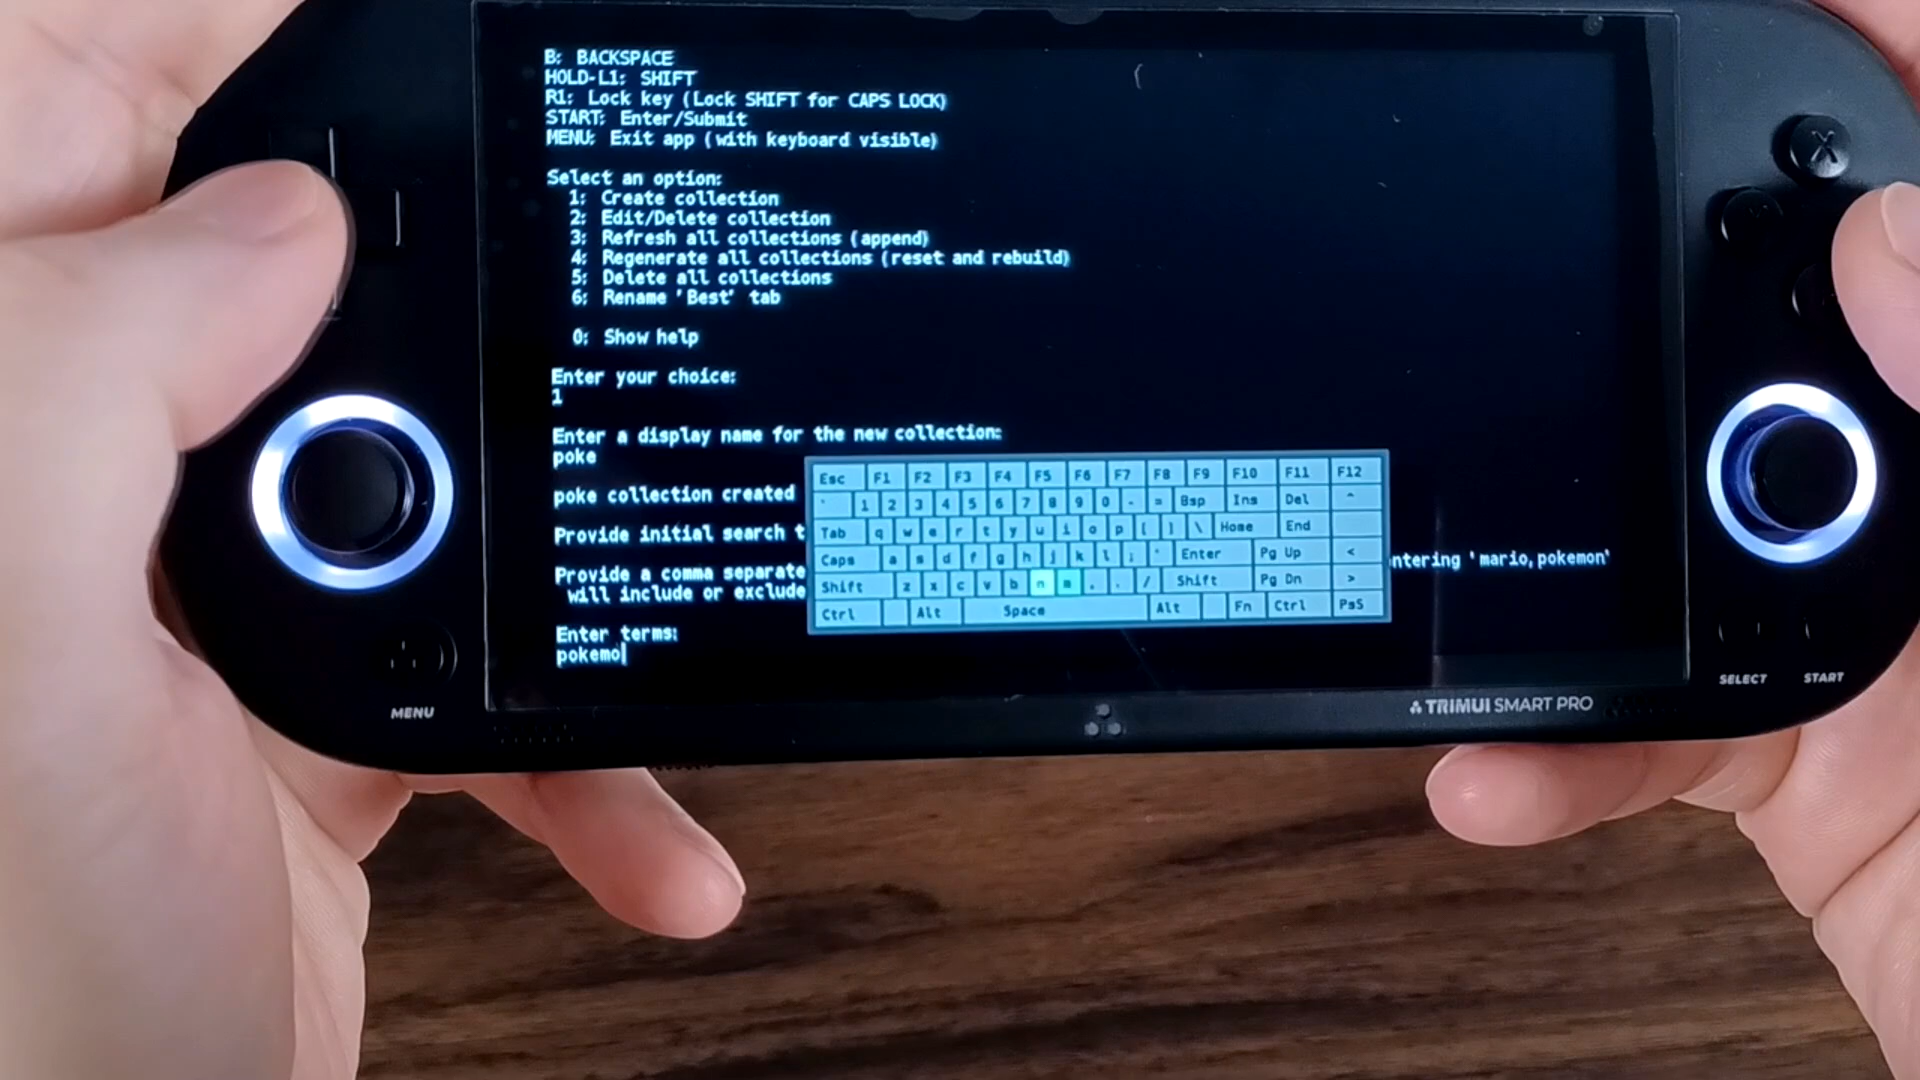 B: BACKSPACE
HOLD-L1: SHIFT
R1: Lock key (Lock SHIFT for CAPS LOCK)
START: Enter/Submit
MENU: Exit app (with keyboard visible)
Select an option:
1: Create collection
2: Edit/Delete collection
3: Refresh all collections (append)
4: Regenerate all collections (reset and rebuild)
5: Delete all collections
6: Rename 'Best' tab
0: Show help
Enter your choice:
1
Enter a display name for the new collection:
poke
poke collection created
Provide initial search t
Provide a comma separate ntering 'mario,pokemon'
will include or exclude
Enter terms:
pokemo
Esc F1 F2 F3 F4 F5 F6 F7 F8 F9 F10 F11 F12
` 1 2 3 4 5 6 7 8 9 0 - = Bsp Ins Del ^
Tab q w e r t y u i o p [ ] \ Home End
Caps a s d f g h j k l ; ' Enter Pg Up <
Shift z x c v b n m , . / Shift Pg Dn >
Ctrl Alt Space Alt Fn Ctrl PsS
X
MENU
SELECT START
TRIMUI SMART PRO